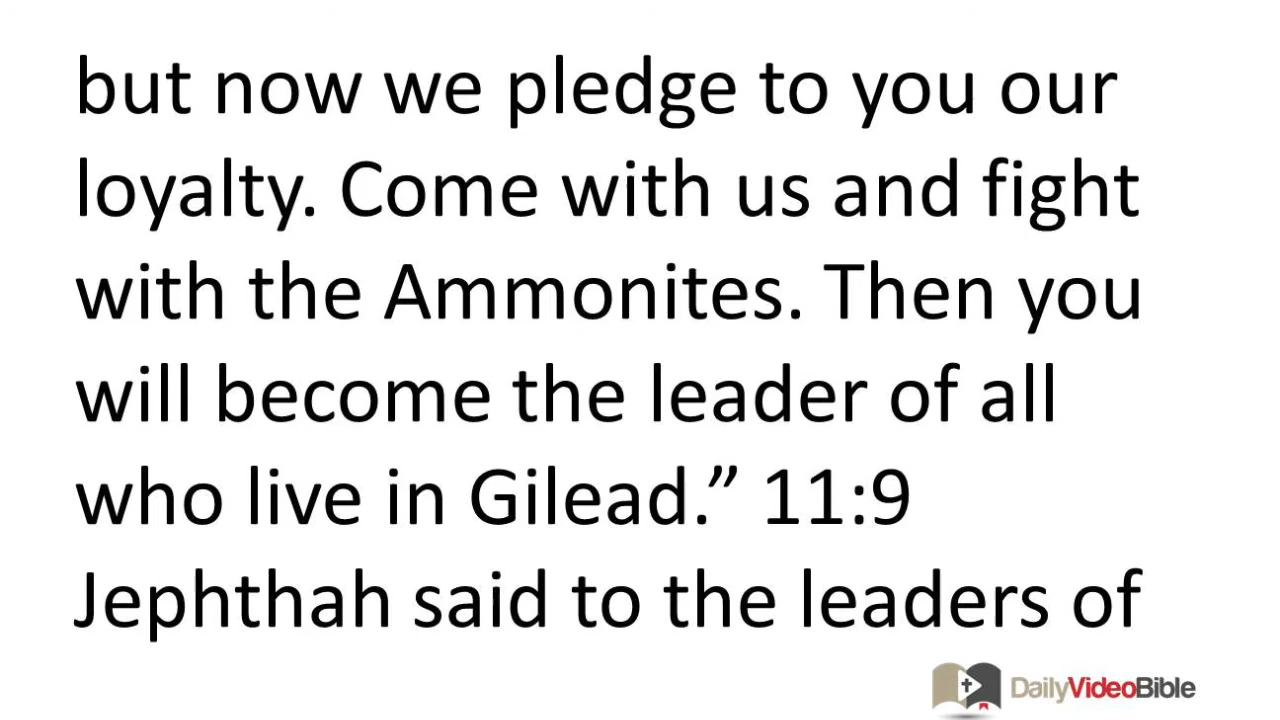 but now we pledge to you our
loyalty. Come with us and fight
with the Ammonites. Then you
will become the leader of all
who live in Gilead.” 11:9
Jephthah said to the leaders of
DailyVideoBible